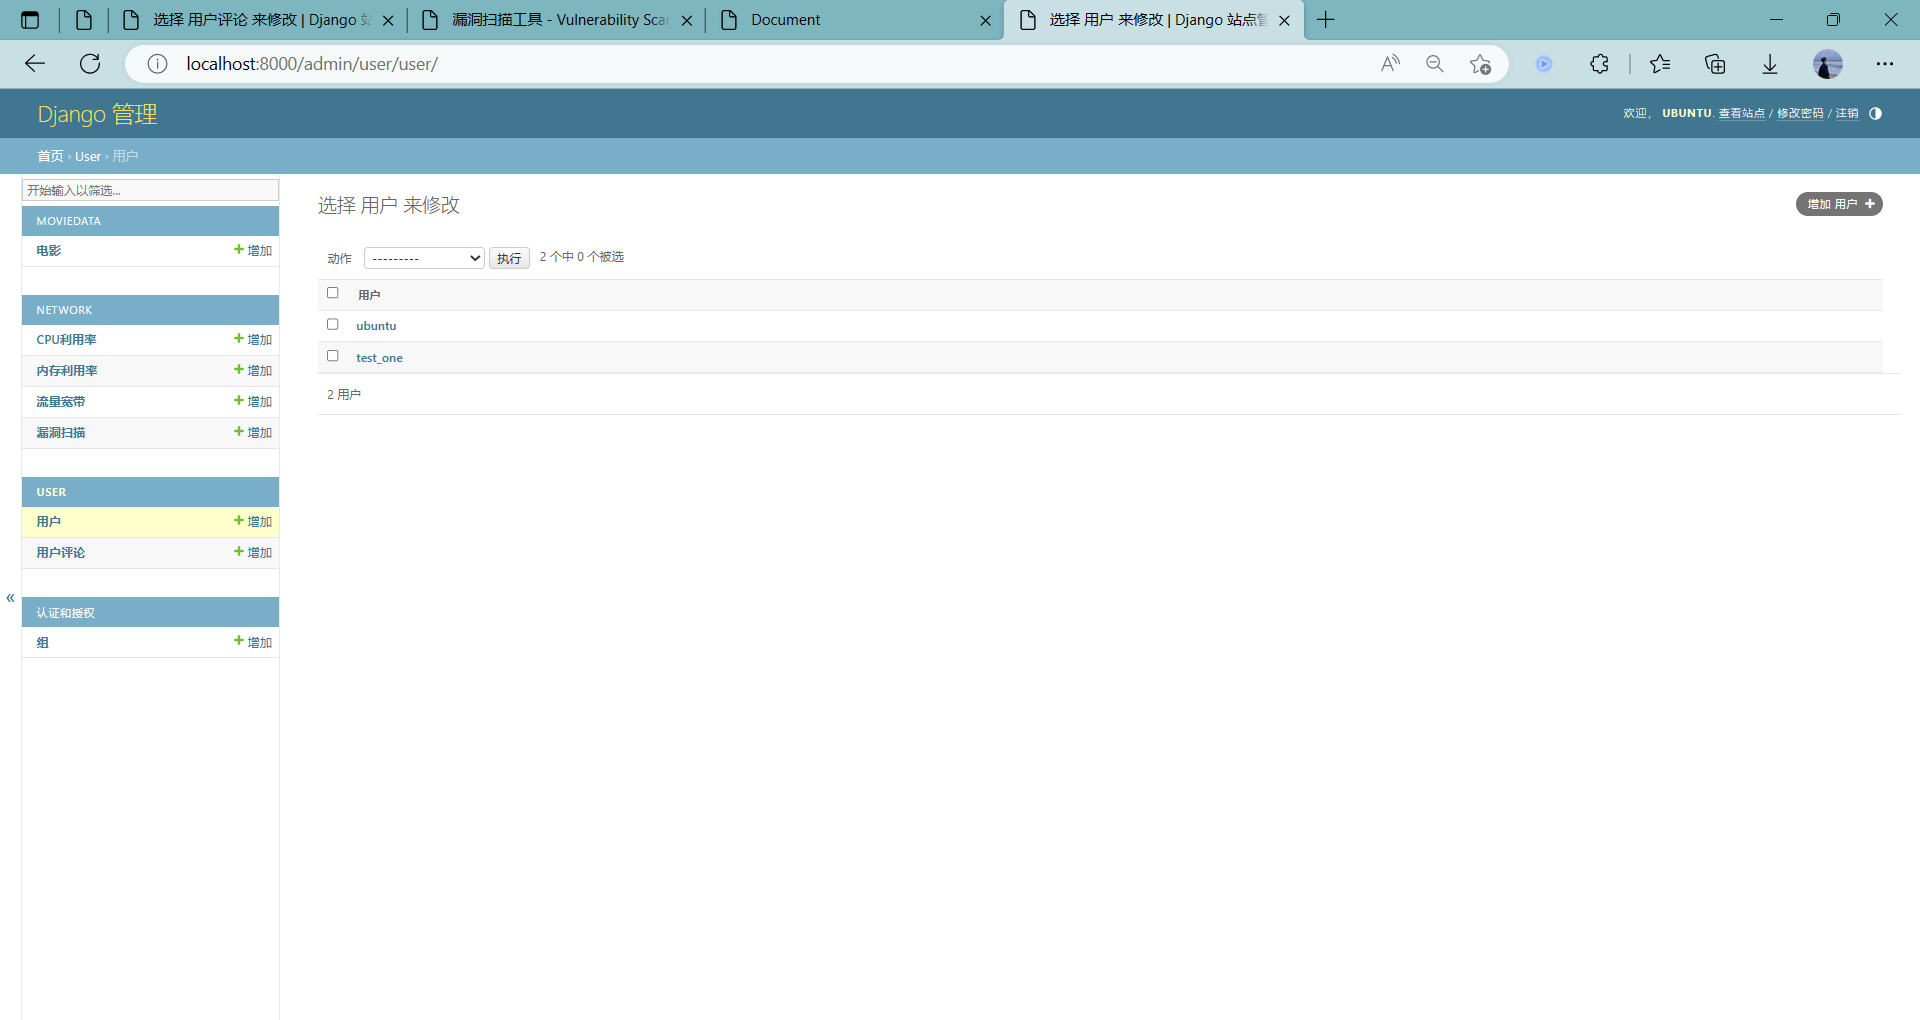 选择 用户评论 来修改 | Django 站
漏洞扫描工具 - Vulnerability Scar
Document
选择 用户 来修改 | Django 站点管
localhost:8000/admin/user/user/
Django 管理
欢迎， UBUNTU. 查看站点 / 修改密码 / 注销
首页 › User › 用户
开始输入以筛选...
MOVIEDATA
电影 + 增加
NETWORK
CPU利用率 + 增加
内存利用率 + 增加
流量宽带 + 增加
漏洞扫描 + 增加
USER
用户 + 增加
用户评论 + 增加
认证和授权
组 + 增加
«
选择 用户 来修改
增加 用户 +
动作 --------- 执行 2 个中 0 个被选
用户
ubuntu
test_one
2 用户